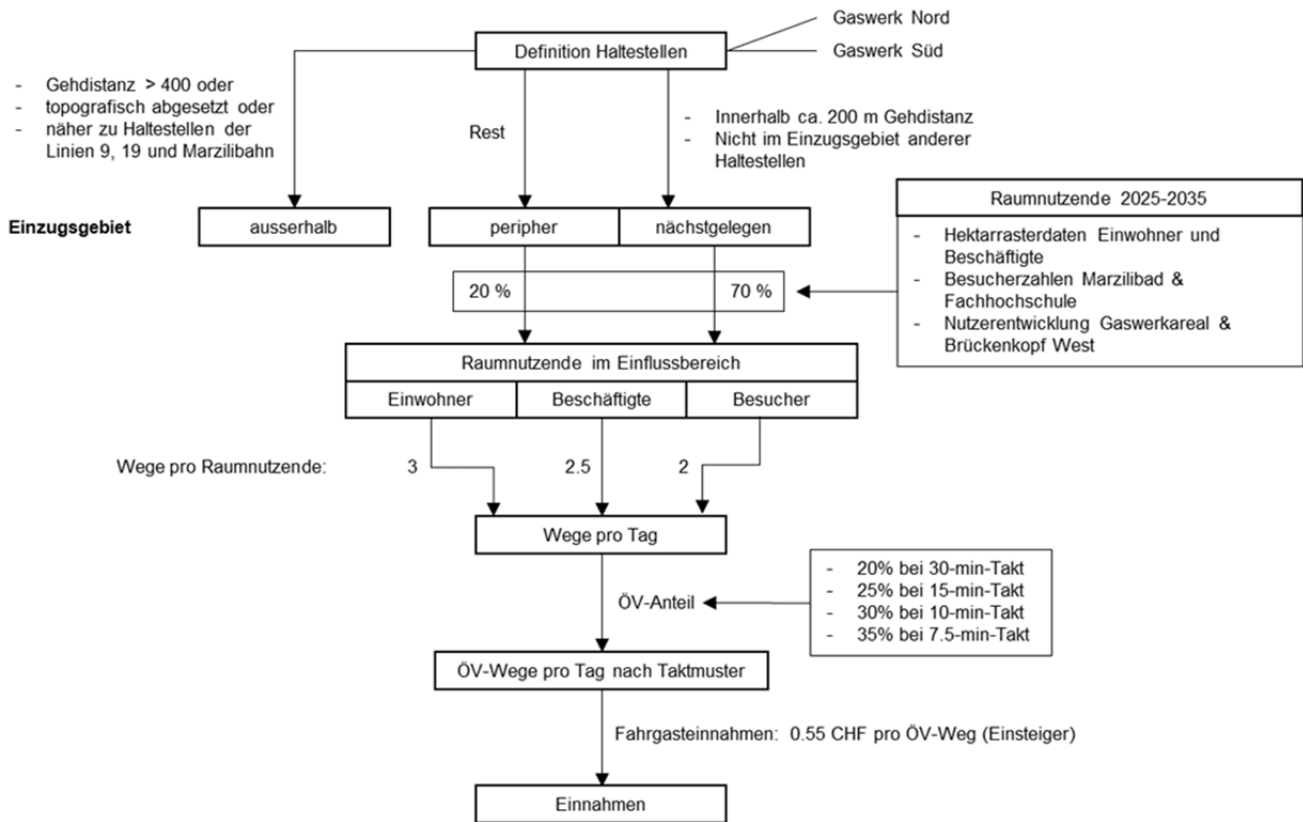 Gaswerk Nord
Definition Haltestellen
Gaswerk Süd
- Gehdistanz > 400 oder
- topografisch abgesetzt oder
- näher zu Haltestellen der
Linien 9, 19 und Marzilibahn
Rest
- Innerhalb ca. 200 m Gehdistanz
- Nicht im Einzugsgebiet anderer
Haltestellen
Einzugsgebiet
ausserhalb
peripher
nächstgelegen
Raumnutzende 2025-2035
- Hektarrasterdaten Einwohner und
Beschäftigte
- Besucherzahlen Marzilibad &
Fachhochschule
- Nutzerentwicklung Gaswerkareal &
Brückenkopf West
20 %
70 %
Raumnutzende im Einflussbereich
Einwohner
Beschäftigte
Besucher
Wege pro Raumnutzende:
3
2.5
2
Wege pro Tag
ÖV-Anteil
- 20% bei 30-min-Takt
- 25% bei 15-min-Takt
- 30% bei 10-min-Takt
- 35% bei 7.5-min-Takt
ÖV-Wege pro Tag nach Taktmuster
Fahrgasteinnahmen: 0.55 CHF pro ÖV-Weg (Einsteiger)
Einnahmen